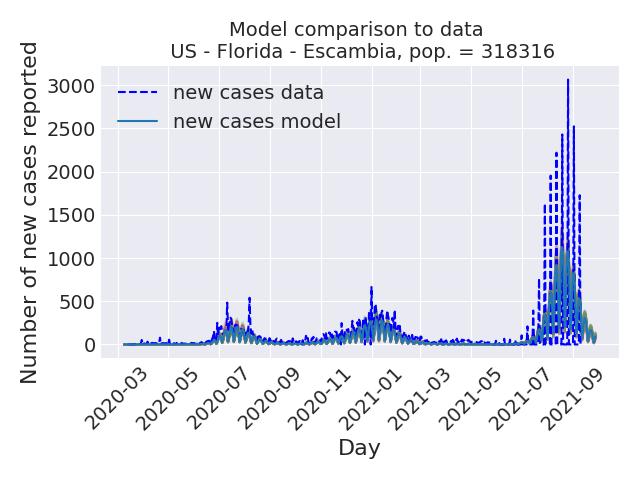 Model comparison to data
US - Florida - Escambia, pop. = 318316
new cases data
new cases model
Number of new cases reported
3000
2500
2000
1500
1000
500
0
2020-03
2020-05
2020-07
2020-09
2020-11
2021-01
2021-03
2021-05
2021-07
2021-09
Day